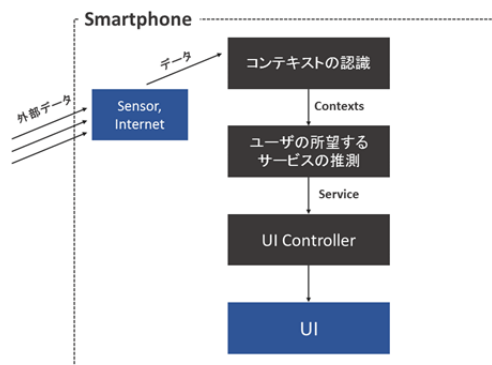 Smartphone
外部データ
Sensor,
Internet
データ
コンテキストの認識
Contexts
ユーザの所望する
サービスの推測
Service
UI Controller
UI